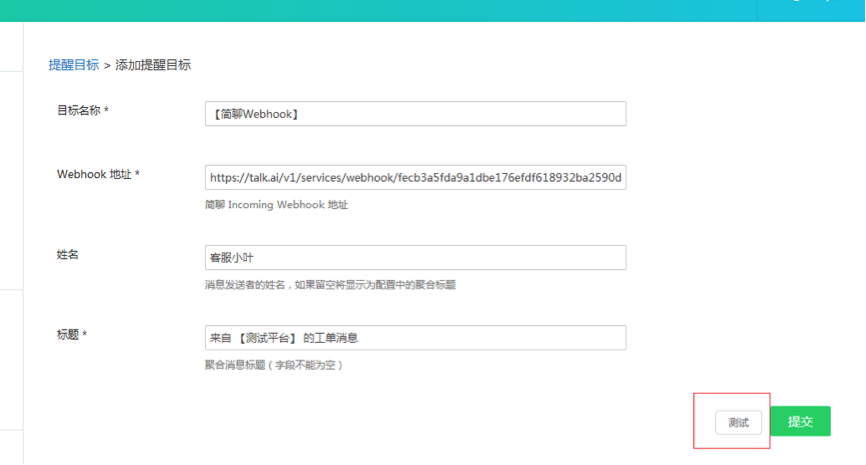 提醒目标 > 添加提醒目标
目标名称 *
【简聊Webhook】
Webhook 地址 *
https://talk.ai/v1/services/webhook/fecb3a5fda9a1dbe176efdf618932ba2590d
简聊 Incoming Webhook 地址
姓名
客服小叶
消息发送者的姓名，如果留空将显示为配置中的聚合标题
标题 *
来自 【测试平台】 的工单消息
聚合消息标题（字段不能为空）
测试
提交